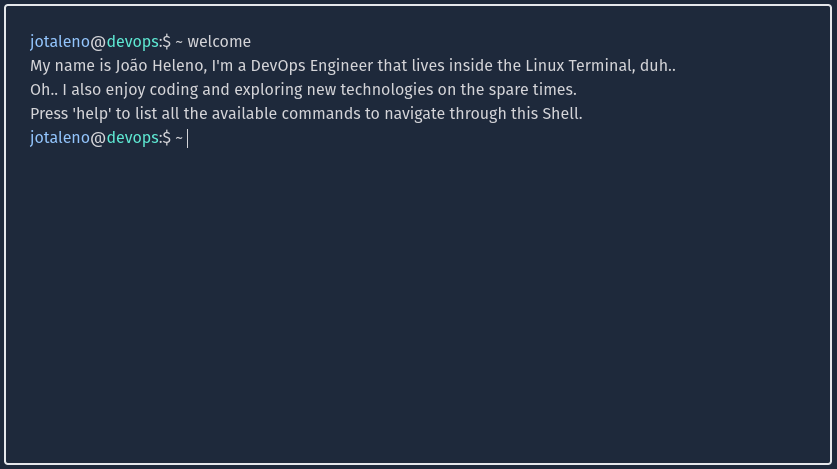 jotaleno@devops:$ ~ welcome
My name is João Heleno, I'm a DevOps Engineer that lives inside the Linux Terminal, duh..
Oh.. I also enjoy coding and exploring new technologies on the spare times.
Press 'help' to list all the available commands to navigate through this Shell.
jotaleno@devops:$ ~